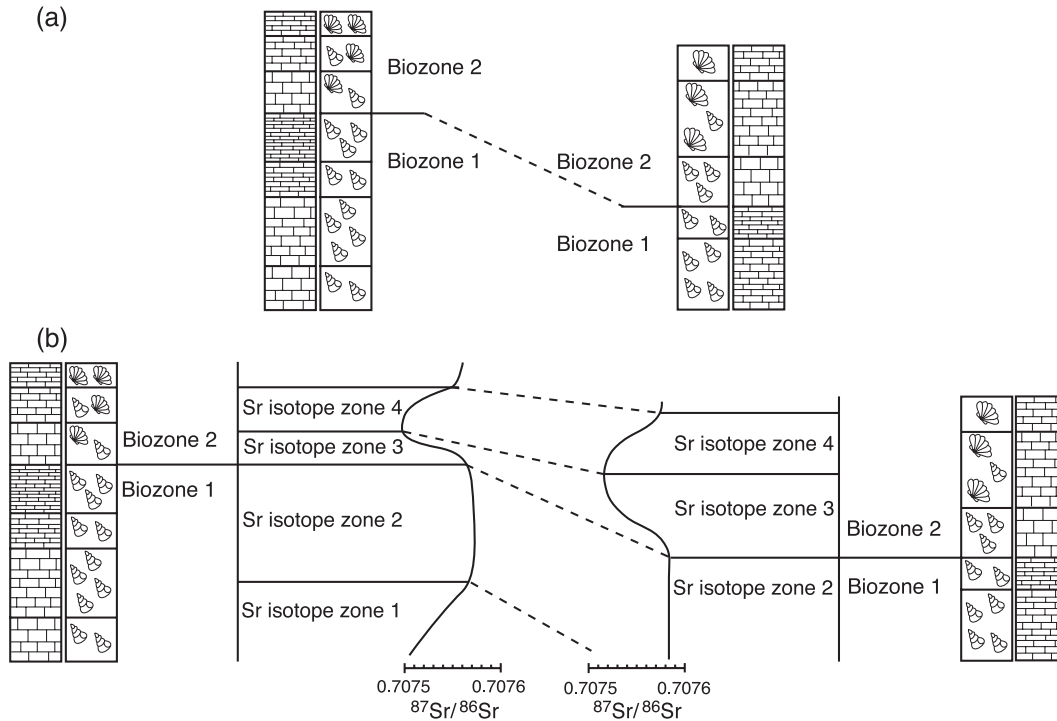 (a)
Biozone 2
Biozone 1
Biozone 2
Biozone 1
(b)
Sr isotope zone 4
Biozone 2
Sr isotope zone 3
Biozone 1
Sr isotope zone 2
Sr isotope zone 1
Sr isotope zone 4
Sr isotope zone 3
Biozone 2
Sr isotope zone 2
Biozone 1
0.7075 0.7076
⁸⁷Sr/⁸⁶Sr
0.7075 0.7076
⁸⁷Sr/⁸⁶Sr